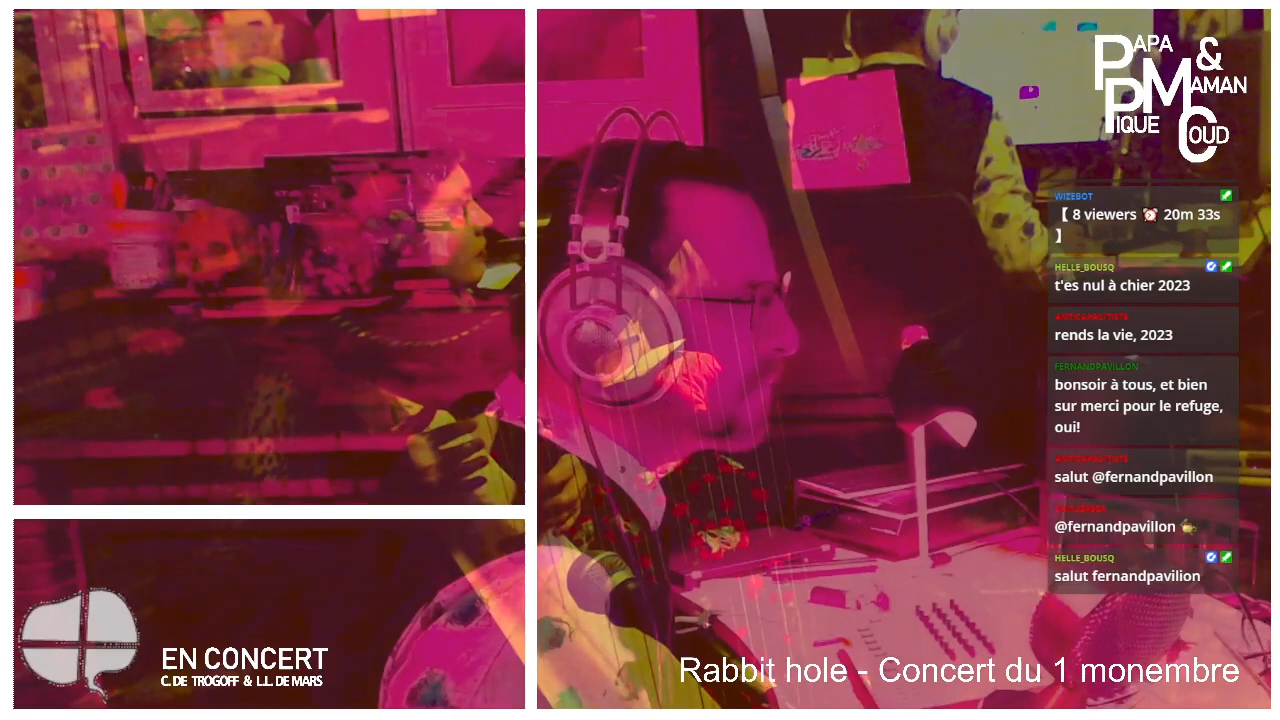 PAPA
PIQUE
&
MAMAN
COUD
WIZEBOT
【 8 viewers ⏰ 20m 33s
】
HELLE_BOUSQ
t'es nul à chier 2023
rends la vie, 2023
FERNANDPAVILLON
bonsoir à tous, et bien
sur merci pour le refuge,
oui!
salut @fernandpavillon
@fernandpavillon
HELLE_BOUSQ
salut fernandpavilion
EN CONCERT
C. DE TROGOFF & L.L. DE MARS
Rabbit hole - Concert du 1 monembre